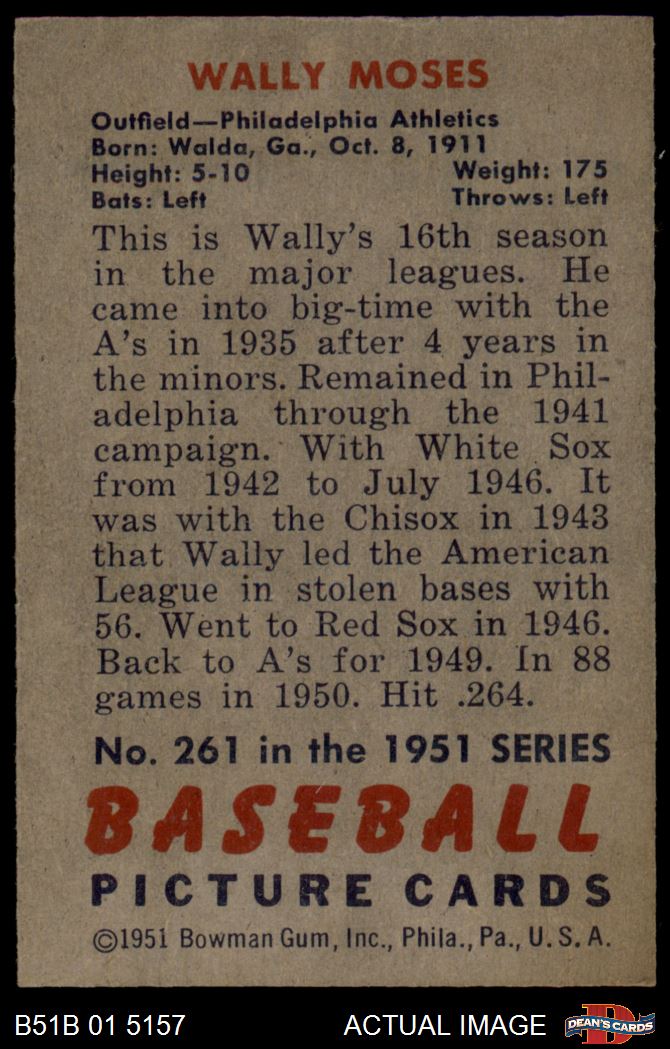 WALLY MOSES
Outfield—Philadelphia Athletics
Born: Walda, Ga., Oct. 8, 1911
Height: 5-10 Weight: 175
Bats: Left Throws: Left
This is Wally's 16th season
in the major leagues. He
came into big-time with the
A's in 1935 after 4 years in
the minors. Remained in Phil-
adelphia through the 1941
campaign. With White Sox
from 1942 to July 1946. It
was with the Chisox in 1943
that Wally led the American
League in stolen bases with
56. Went to Red Sox in 1946.
Back to A's for 1949. In 88
games in 1950. Hit .264.
No. 261 in the 1951 SERIES
BASEBALL
PICTURE CARDS
©1951 Bowman Gum, Inc., Phila., Pa., U. S. A.
B51B 01 5157 ACTUAL IMAGE D DEAN'S CARDS